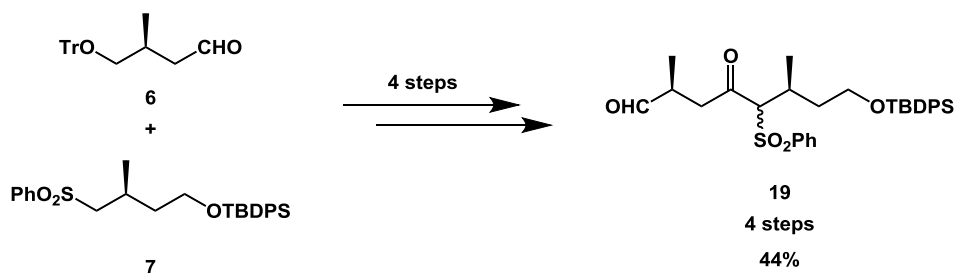 TrO
CHO
6
+
PhO2S
OTBDPS
7
4 steps
O
OHC
OTBDPS
SO2Ph
19
4 steps
44%